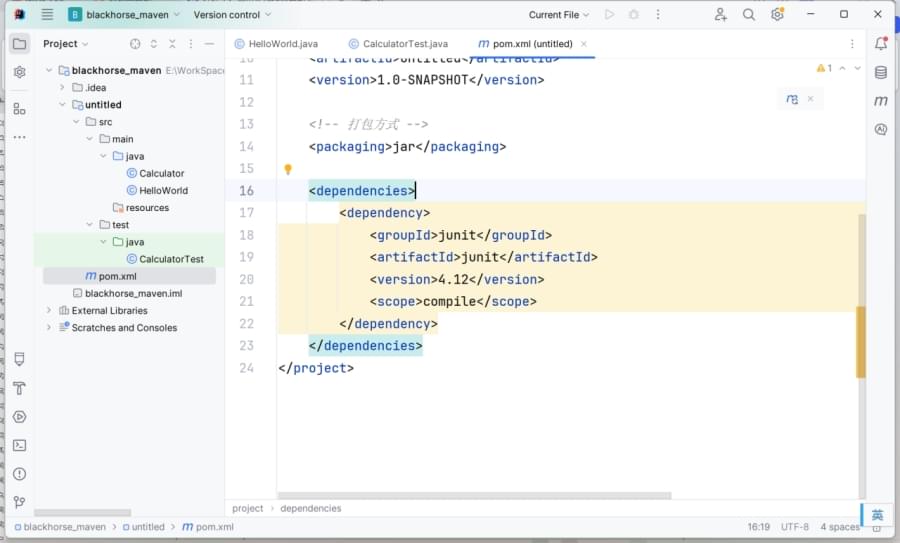 B blackhorse_maven Version control Current File
Project
HelloWorld.java CalculatorTest.java pom.xml (untitled)
blackhorse_maven E:\WorkSpace
.idea
untitled
src
main
java
Calculator
HelloWorld
resources
test
java
CalculatorTest
pom.xml
blackhorse_maven.iml
External Libraries
Scratches and Consoles
10 <artifactId>untitled</artifactId>
11 <version>1.0-SNAPSHOT</version>
12
13 <!-- 打包方式 -->
14 <packaging>jar</packaging>
15
16 <dependencies>
17 <dependency>
18 <groupId>junit</groupId>
19 <artifactId>junit</artifactId>
20 <version>4.12</version>
21 <scope>compile</scope>
22 </dependency>
23 </dependencies>
24 </project>
1
project > dependencies
blackhorse_maven > untitled > pom.xml
16:19 UTF-8 4 spaces
英